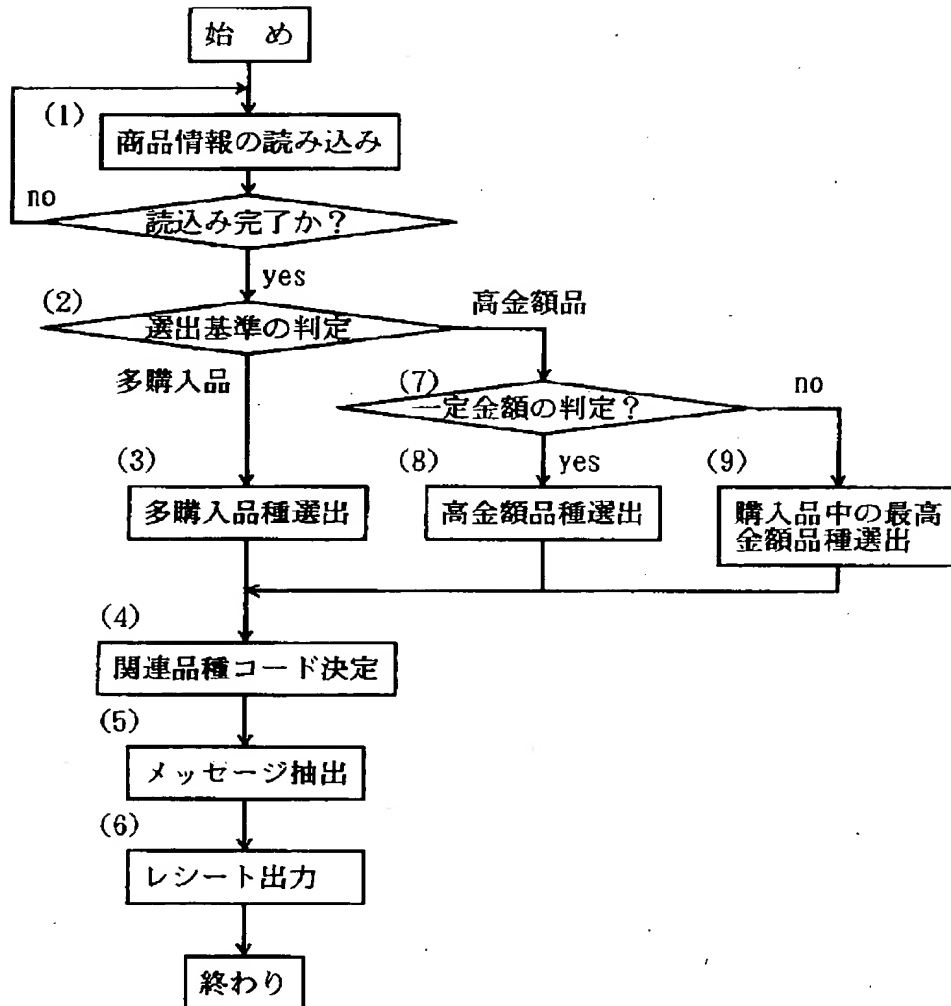 始 め
(1)
商品情報の読み込み
no
読込み完了か?
yes
(2)
選出基準の判定
高金額品
多購入品
(7)
一定金額の判定?
no
(3)
多購入品種選出
(8)
yes
高金額品種選出
(9)
購入品中の最高
金額品種選出
(4)
関連品種コード決定
(5)
メッセージ抽出
(6)
レシート出力
終わり